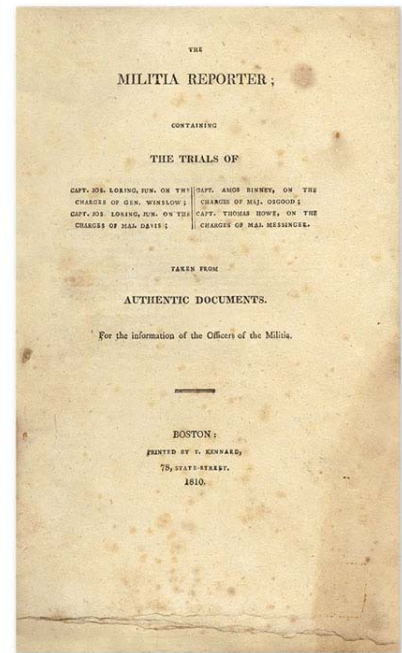 THE
MILITIA REPORTER;
CONTAINING
THE TRIALS OF
CAPT. JOS. LORING, JUN. ON THE
CHARGES OF GEN. WINSLOW;
CAPT. JOS. LORING, JUN. ON THE
CHARGES OF MAJ. DAVIS;
CAPT. AMOS BINNEY, ON THE
CHARGES OF MAJ. OSGOOD;
CAPT. THOMAS HOWE, ON THE
CHARGES OF MAJ. MESSINGER.
TAKEN FROM
AUTHENTIC DOCUMENTS.
For the information of the Officers of the Militia.
BOSTON:
PRINTED BY T. KENNARD,
78, STATE-STREET.
1810.